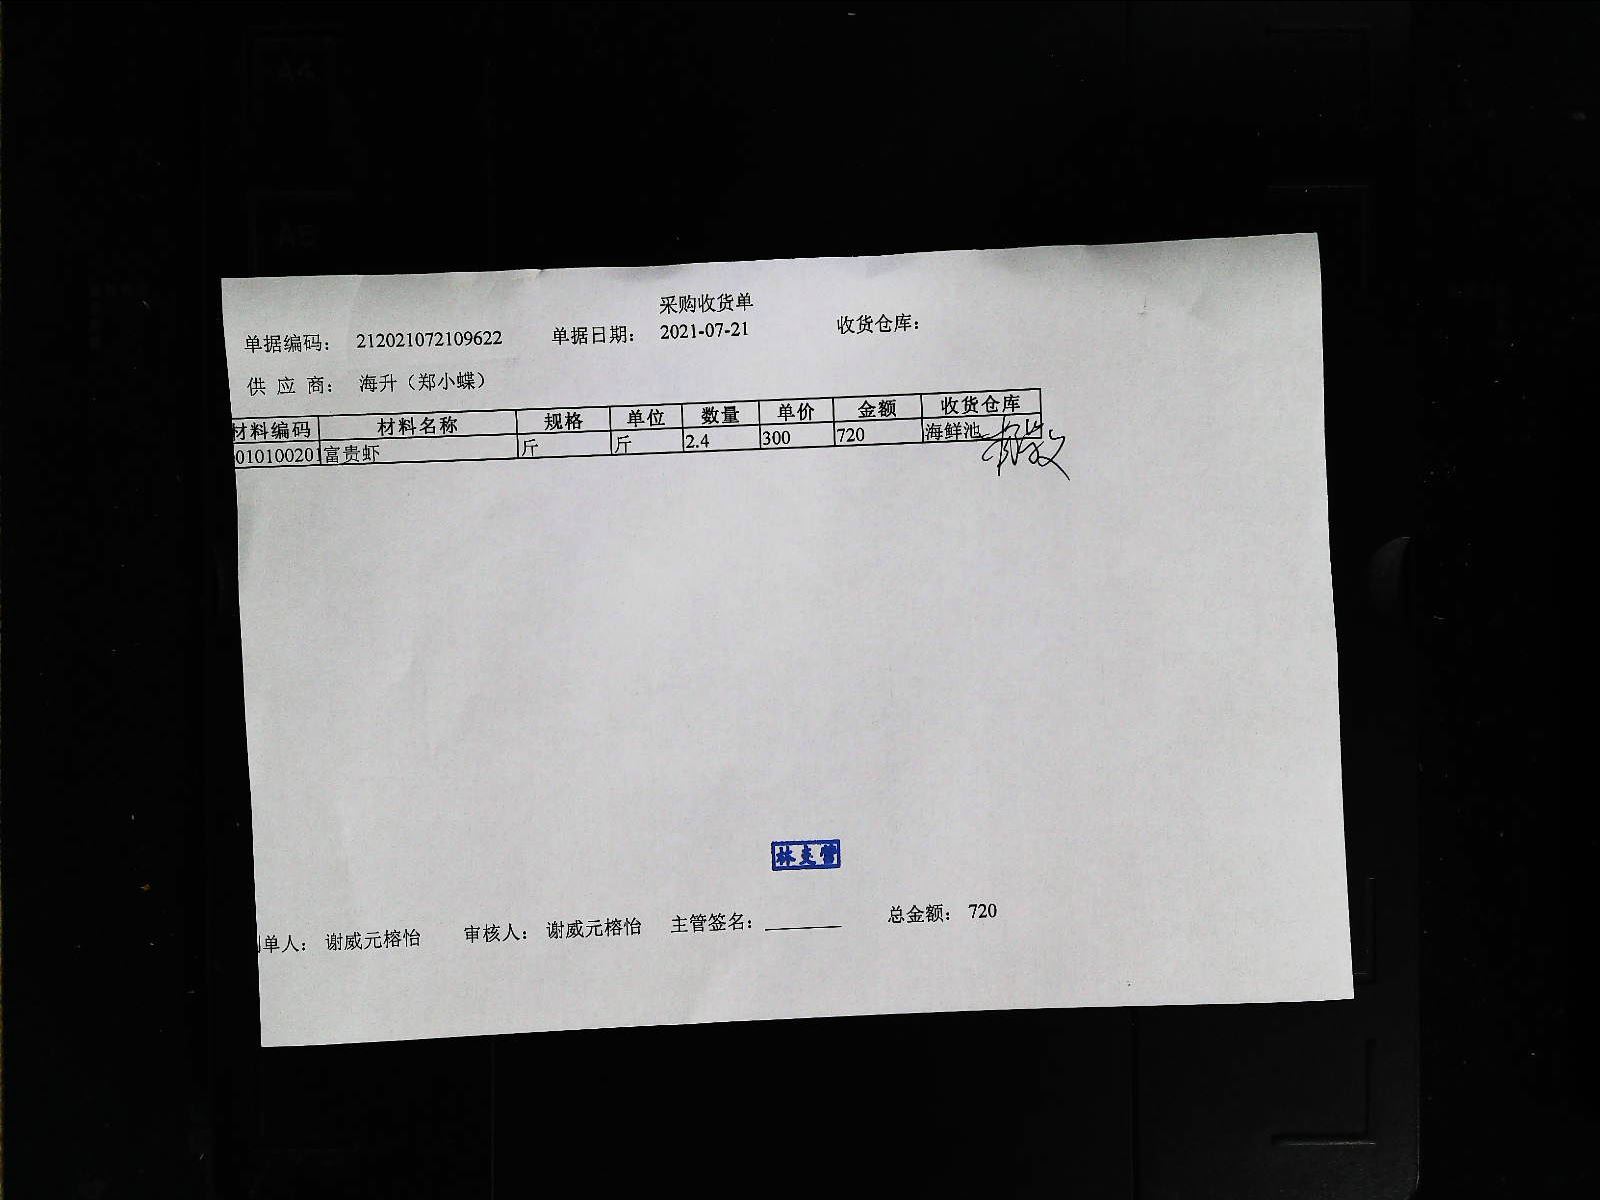 采购收货单
单据编码： 212021072109622 单据日期： 2021-07-21 收货仓库：
供 应 商： 海升（郑小蝶）
材料编码 材料名称 规格 单位 数量 单价 金额 收货仓库
010100201 富贵虾 斤 斤 2.4 300 720 海鲜池
单人： 谢威元榕怡 审核人： 谢威元榕怡 主管签名： 总金额： 720